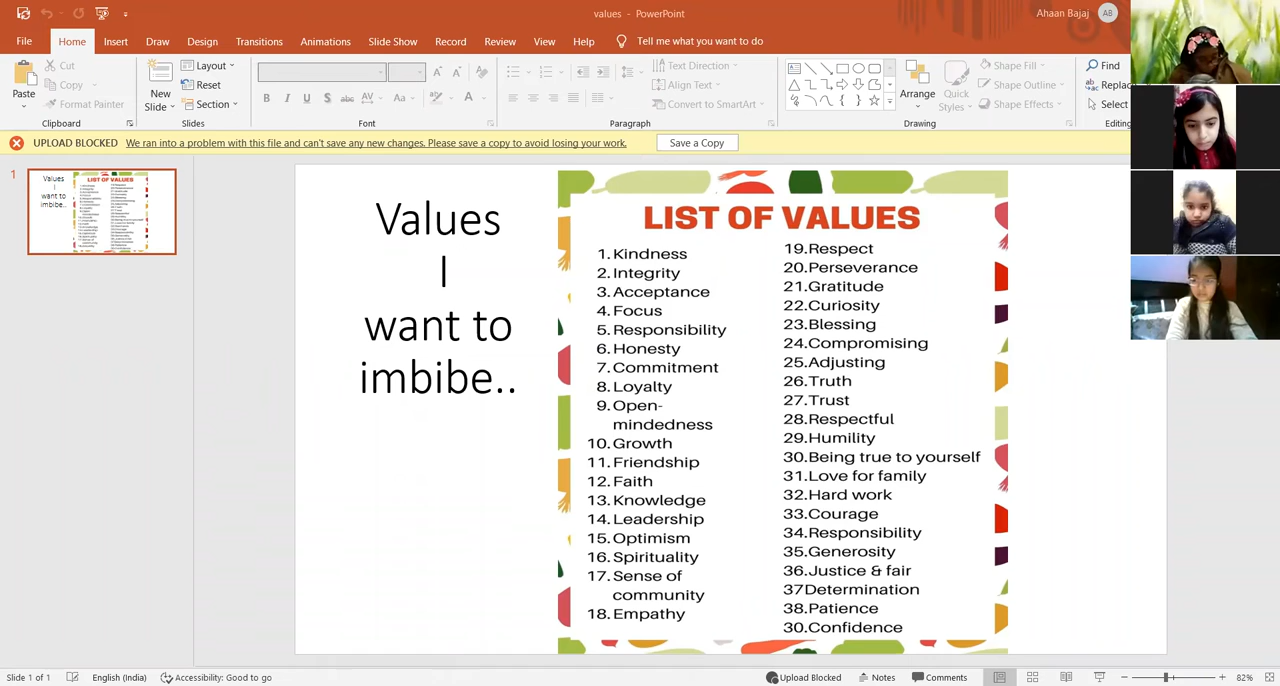 values - PowerPoint
Ahaan Bajaj AB
File Home Insert Draw Design Transitions Animations Slide Show Record Review View Help Tell me what you want to do
Paste
Cut
Copy
Format Painter
Clipboard
New Slide
Layout
Reset
Section
Slides
B I U S abc AV Aa A
Font
Text Direction
Align Text
Convert to SmartArt
Paragraph
Arrange
Quick Styles
Shape Fill
Shape Outline
Shape Effects
Drawing
Find
Replac
Select
Editing
UPLOAD BLOCKED We ran into a problem with this file and can't save any new changes. Please save a copy to avoid losing your work. Save a Copy
1
Values
I
want to
imbibe..
LIST OF VALUES
1. Kindness
2. Integrity
3. Acceptance
4. Focus
5. Responsibility
6. Honesty
7. Commitment
8. Loyalty
9. Open-
mindedness
10. Growth
11. Friendship
12. Faith
13. Knowledge
14. Leadership
15. Optimism
16. Spirituality
17. Sense of
community
18. Empathy
19.Respect
20.Perseverance
21.Gratitude
22.Curiosity
23.Blessing
24.Compromising
25.Adjusting
26.Truth
27.Trust
28.Respectful
29.Humility
30.Being true to yourself
31.Love for family
32.Hard work
33.Courage
34.Responsibility
35.Generosity
36.Justice & fair
37Determination
38.Patience
30.Confidence
Slide 1 of 1 English (India) Accessibility: Good to go Upload Blocked Notes Comments 82%